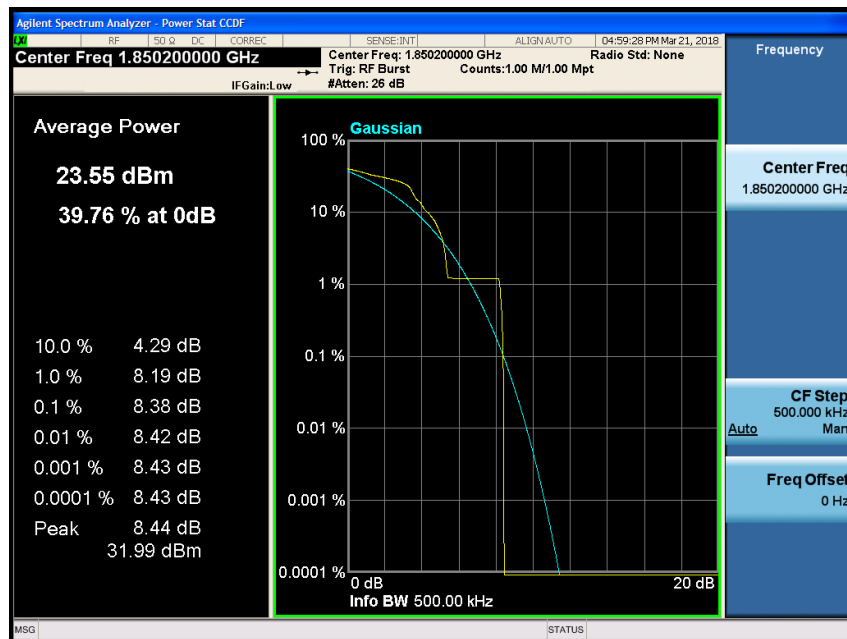 Agilent Spectrum Analyzer - Power Stat CCDF
LXI RF 50 Ω DC CORREC SENSE:INT ALIGN AUTO 04:59:28 PM Mar 21, 2018
Center Freq 1.850200000 GHz
Center Freq: 1.850200000 GHz Radio Std: None
Trig: RF Burst Counts:1.00 M/1.00 Mpt
IFGain:Low #Atten: 26 dB
Average Power
23.55 dBm
39.76 % at 0dB
10.0 % 4.29 dB
1.0 % 8.19 dB
0.1 % 8.38 dB
0.01 % 8.42 dB
0.001 % 8.43 dB
0.0001 % 8.43 dB
Peak 8.44 dB
31.99 dBm
Gaussian
100 %
10 %
1 %
0.1 %
0.01 %
0.001 %
0.0001 %
0 dB 20 dB
Info BW 500.00 kHz
Frequency
Center Freq
1.850200000 GHz
CF Step
500.000 kHz
Auto Man
Freq Offset
0 Hz
MSG STATUS